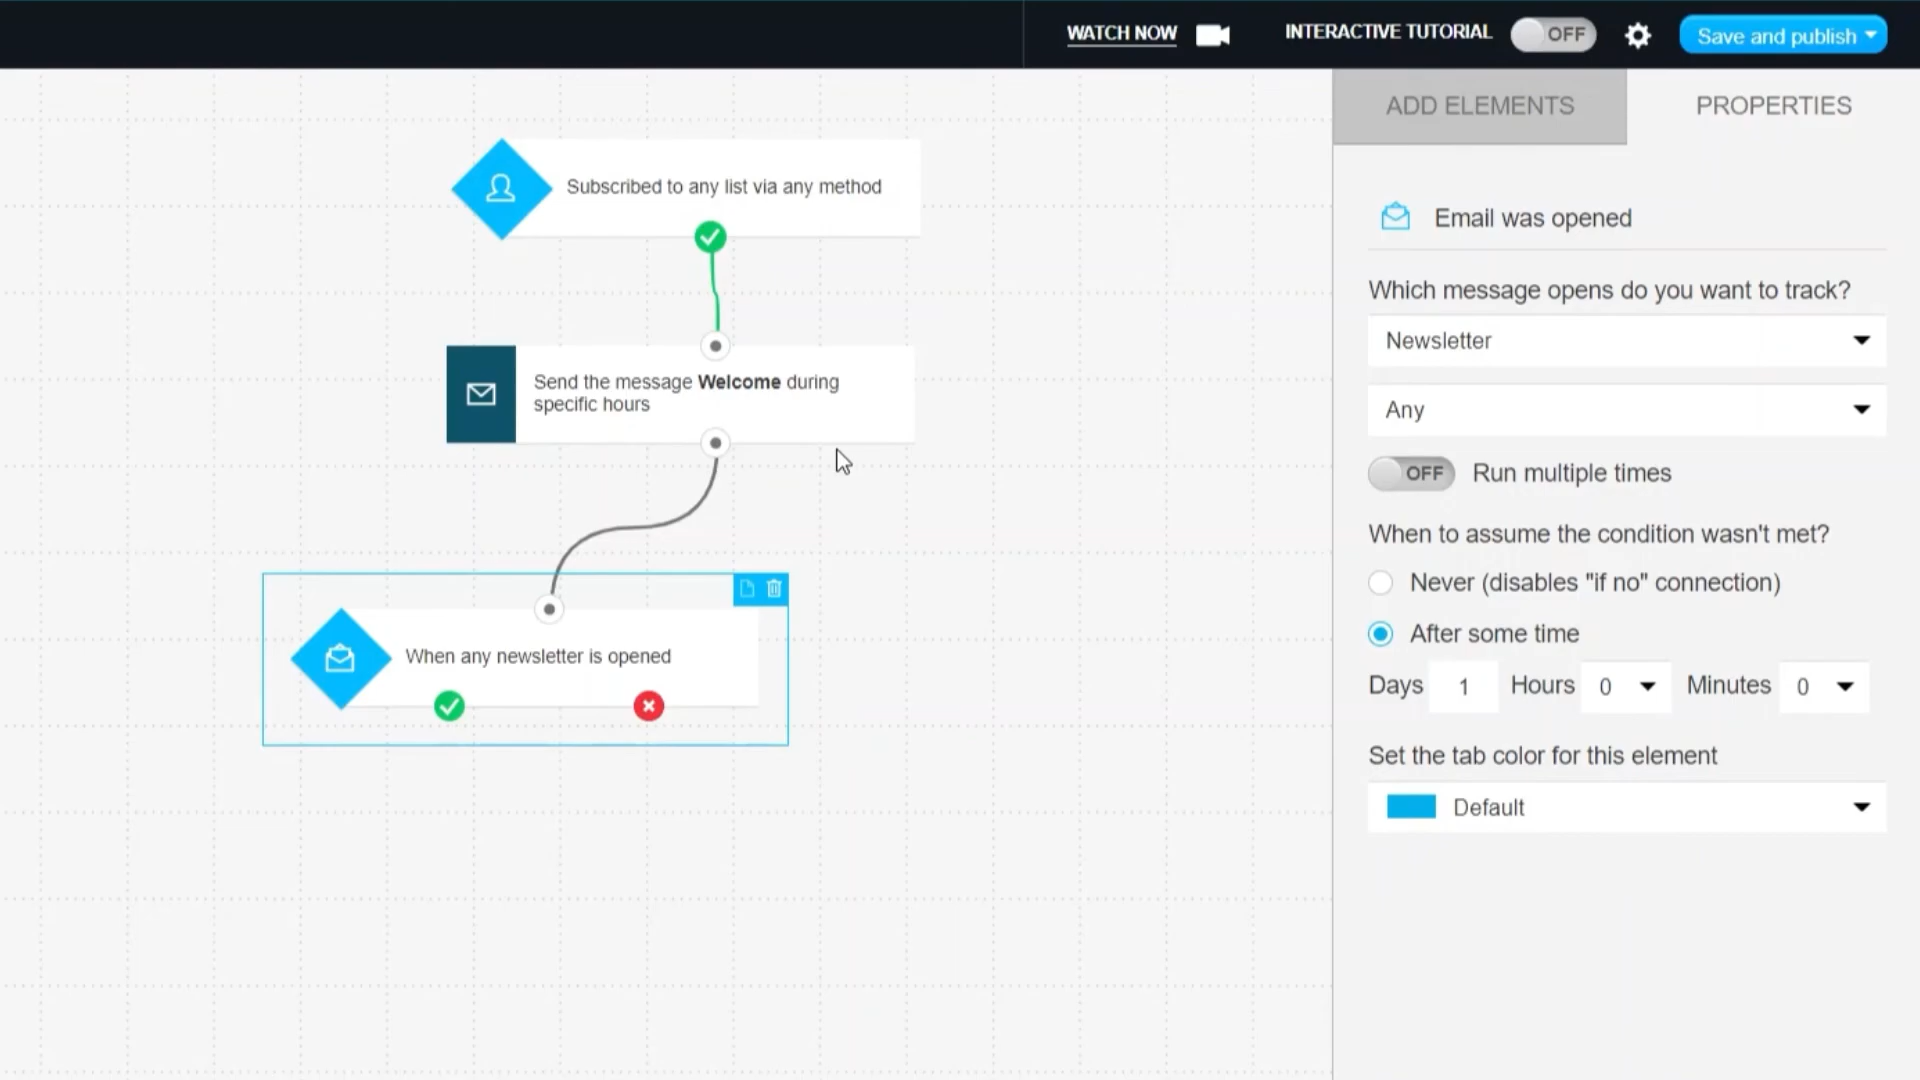 WATCH NOW
INTERACTIVE TUTORIAL
OFF
Save and publish
ADD ELEMENTS
PROPERTIES
Subscribed to any list via any method
Send the message Welcome during
specific hours
When any newsletter is opened
Email was opened
Which message opens do you want to track?
Newsletter
Any
OFF Run multiple times
When to assume the condition wasn't met?
Never (disables "if no" connection)
After some time
Days 1 Hours 0 Minutes 0
Set the tab color for this element
Default